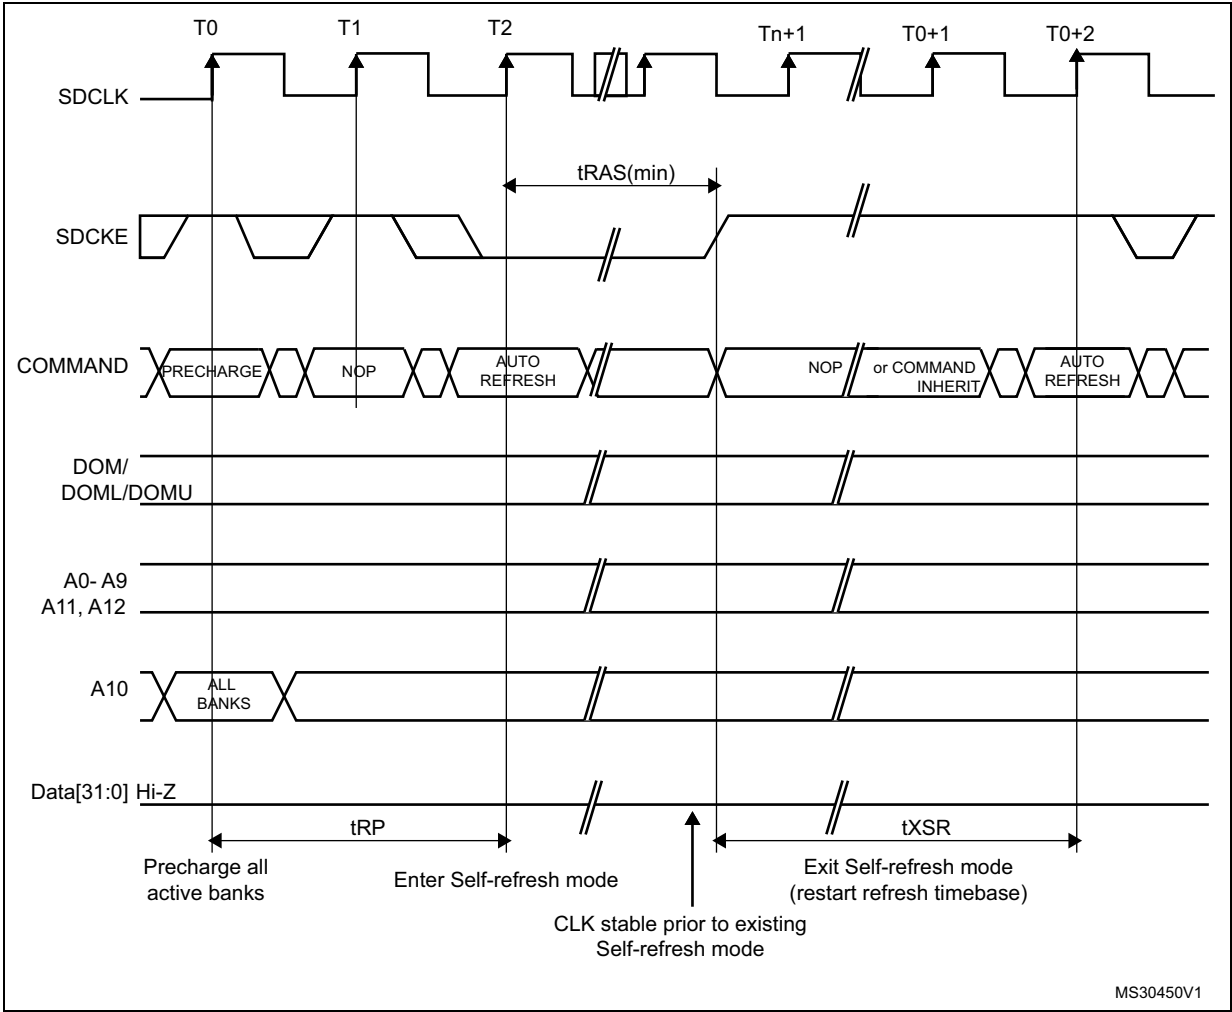 T0 T1 T2 Tn+1 T0+1 T0+2
SDCLK
tRAS(min)
SDCKE
COMMAND
PRECHARGE
NOP
AUTO
REFRESH
NOP
or COMMAND
INHERIT
AUTO
REFRESH
DOM/
DOML/DOMU
A0- A9
A11, A12
A10
ALL
BANKS
Data[31:0] Hi-Z
tRP
tXSR
Precharge all
active banks
Enter Self-refresh mode
Exit Self-refresh mode
(restart refresh timebase)
CLK stable prior to existing
Self-refresh mode
MS30450V1